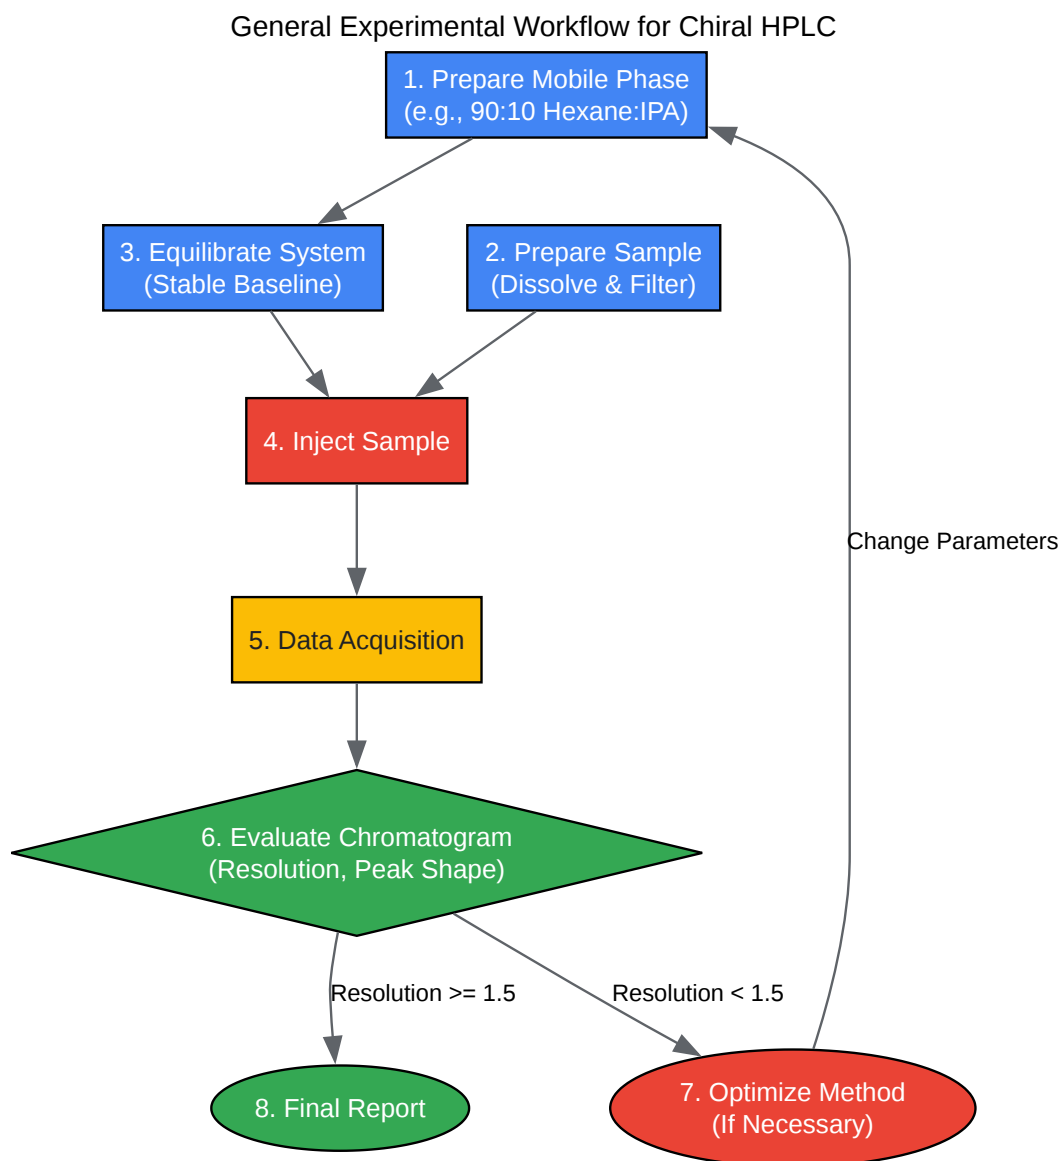 General Experimental Workflow for Chiral HPLC
1. Prepare Mobile Phase
(e.g., 90:10 Hexane:IPA)
3. Equilibrate System
(Stable Baseline)
2. Prepare Sample
(Dissolve & Filter)
4. Inject Sample
Change Parameters
5. Data Acquisition
6. Evaluate Chromatogram
(Resolution, Peak Shape)
Resolution >= 1.5
Resolution < 1.5
8. Final Report
7. Optimize Method
(If Necessary)